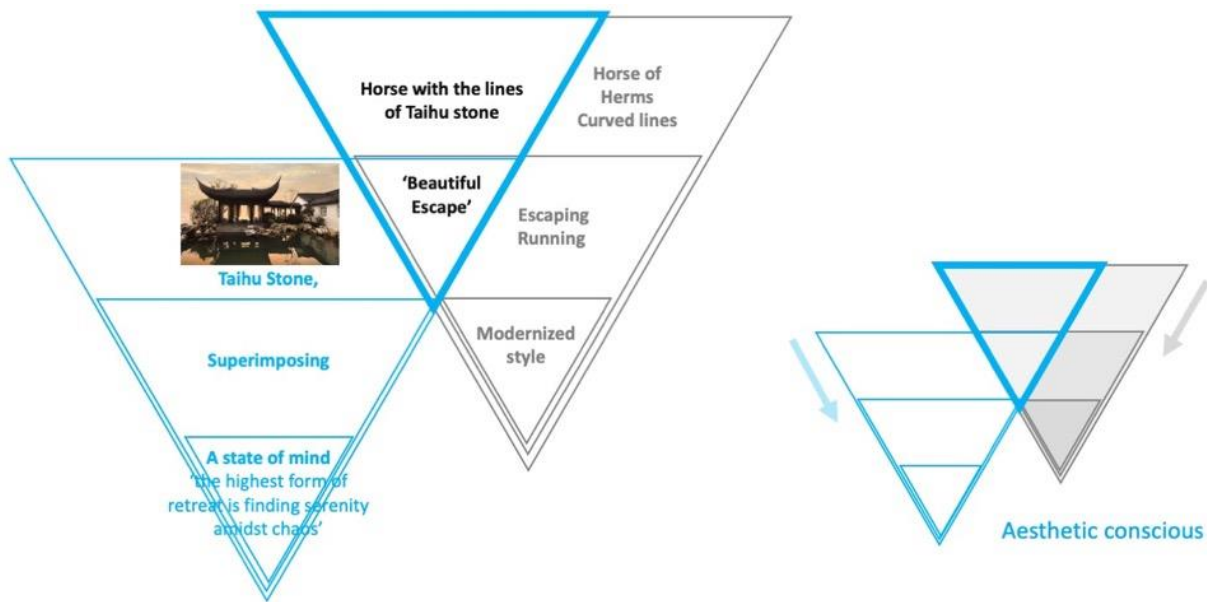 Horse with the lines
of Taihu stone
Horse of
Herms
Curved lines
‘Beautiful
Escape’
Escaping
Running
Taihu Stone,
Superimposing
Modernized
style
A state of mind
‘the highest form of
retreat is finding serenity
amidst chaos’
Aesthetic conscious